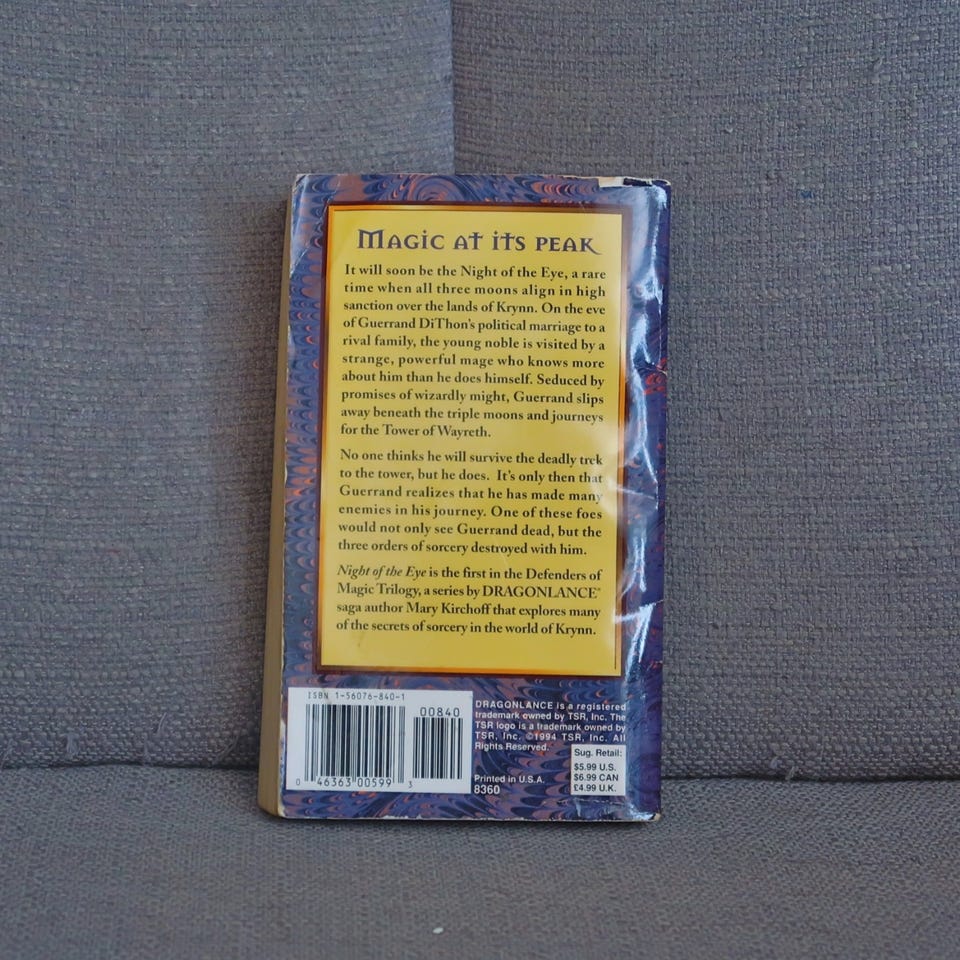 MAGIC AT ITS PEAK
It will soon be the Night of the Eye, a rare
time when all three moons align in high
sanction over the lands of Krynn. On the eve
of Guerrand DiThon's political marriage to a
rival family, the young noble is visited by a
strange, powerful mage who knows more
about him than he does himself. Seduced by
promises of wizardly might, Guerrand slips
away beneath the triple moons and journeys
for the Tower of Wayreth.
No one thinks he will survive the deadly trek
to the tower, but he does. It's only then that
Guerrand realizes that he has made many
enemies in his journey. One of these foes
would not only see Guerrand dead, but the
three orders of sorcery destroyed with him.
Night of the Eye is the first in the Defenders of
Magic Trilogy, a series by DRAGONLANCE®
saga author Mary Kirchoff that explores many
of the secrets of sorcery in the world of Krynn.
ISBN 1-56076-840-1
00840
0 46363 00599 3
DRAGONLANCE is a registered
trademark owned by TSR, Inc. The
TSR logo is a trademark owned by
TSR, Inc. ©1994 TSR, Inc. All
Rights Reserved.
Printed in U.S.A.
8360
Sug. Retail:
$5.99 U.S.
$6.99 CAN
£4.99 U.K.